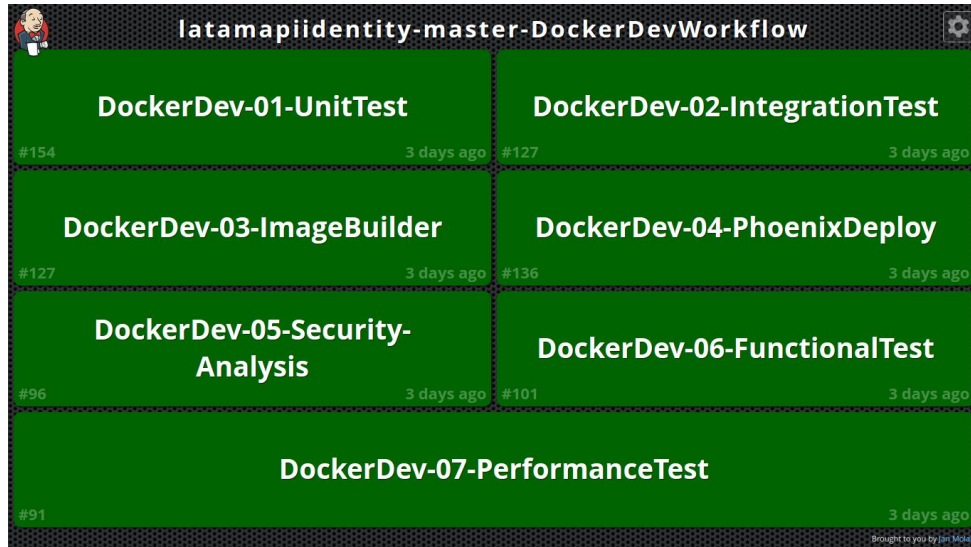 latamapiidentity-master-DockerDevWorkflow
DockerDev-01-UnitTest
#154
3 days ago
DockerDev-02-IntegrationTest
#127
3 days ago
DockerDev-03-ImageBuilder
#127
3 days ago
DockerDev-04-PhoenixDeploy
#136
3 days ago
DockerDev-05-Security-
Analysis
#96
3 days ago
DockerDev-06-FunctionalTest
#101
3 days ago
DockerDev-07-PerformanceTest
#91
3 days ago
Brought to you by Jan Mola